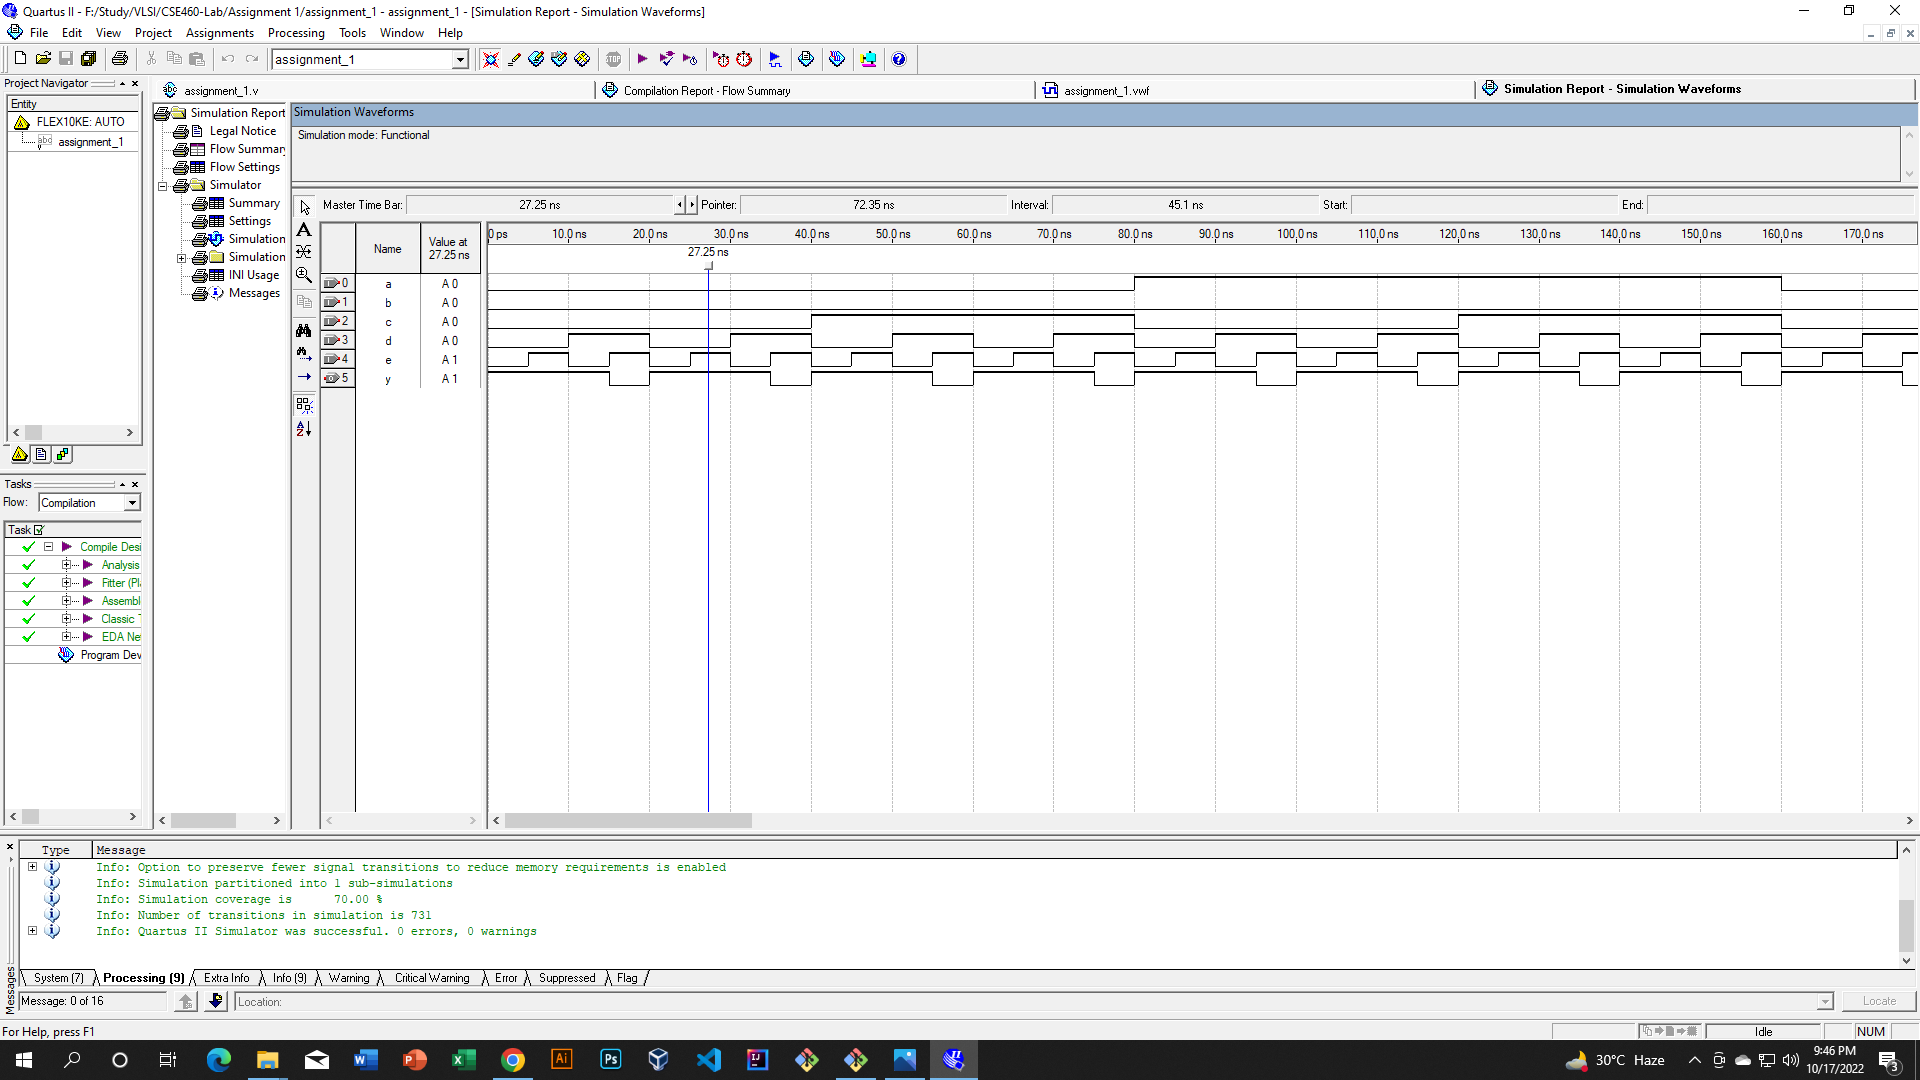 Quartus II - F:/Study/VLSI/CSE460-Lab/Assignment 1/assignment_1 - assignment_1 - [Simulation Report - Simulation Waveforms]
File Edit View Project Assignments Processing Tools Window Help
assignment_1
Project Navigator
Entity
FLEX10KE: AUTO
assignment_1
assignment_1.v
Compilation Report - Flow Summary
assignment_1.vwf
Simulation Report - Simulation Waveforms
Simulation Report
Legal Notice
Flow Summar
Flow Settings
Simulator
Summary
Settings
Simulation
Simulation
INI Usage
Messages
Simulation Waveforms
Simulation mode: Functional
Master Time Bar: 27.25 ns Pointer: 72.35 ns Interval: 45.1 ns Start: End:
Name Value at 27.25 ns
0 ps 10.0 ns 20.0 ns 30.0 ns 40.0 ns 50.0 ns 60.0 ns 70.0 ns 80.0 ns 90.0 ns 100.0 ns 110.0 ns 120.0 ns 130.0 ns 140.0 ns 150.0 ns 160.0 ns 170.0 ns
27.25 ns
0 a A 0
1 b A 0
2 c A 0
3 d A 0
4 e A 1
5 y A 1
Tasks
Flow: Compilation
Task
Compile Desi
Analysis
Fitter (Pl
Assembl
Classic T
EDA Ne
Program Dev
Type Message
Info: Option to preserve fewer signal transitions to reduce memory requirements is enabled
Info: Simulation partitioned into 1 sub-simulations
Info: Simulation coverage is 70.00 %
Info: Number of transitions in simulation is 731
Info: Quartus II Simulator was successful. 0 errors, 0 warnings
System (7) Processing (9) Extra Info Info (9) Warning Critical Warning Error Suppressed Flag
Messages
Message: 0 of 16 Location: Locate
For Help, press F1 Idle NUM
30°C Haze
9:46 PM
10/17/2022
3